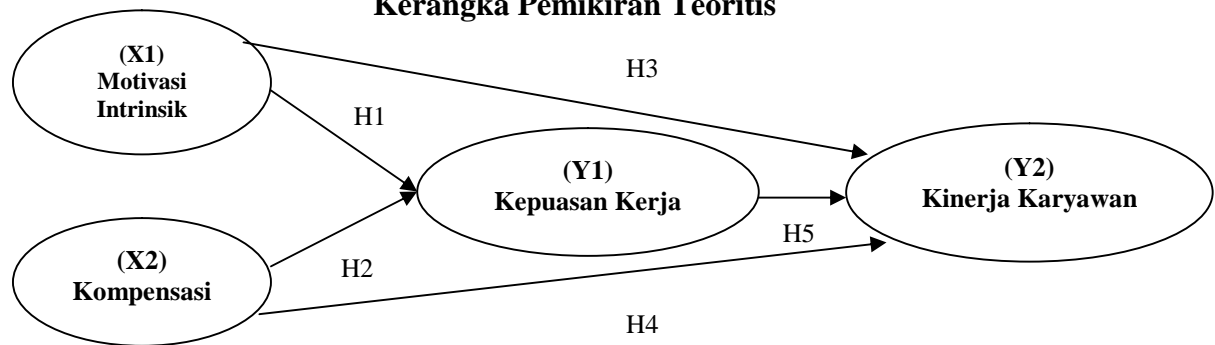 Kerangka Pemikiran Teoritis
(X1)
Motivasi
Intrinsik
H3
H1
(Y1)
Kepuasan Kerja
(Y2)
Kinerja Karyawan
H5
(X2)
Kompensasi
H2
H4